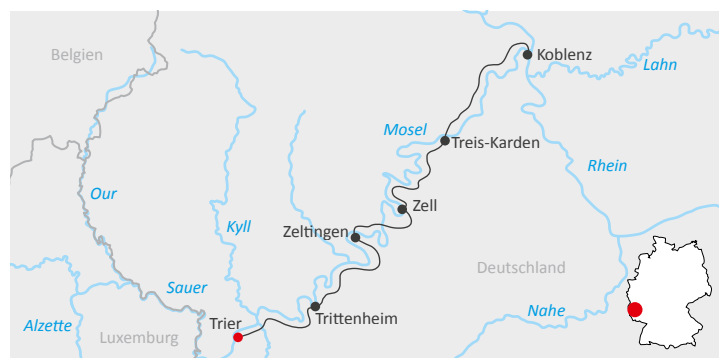 Belgien
Koblenz
Lahn
Mosel
Treis-Karden
Rhein
Our
Zell
Kyll
Zeltingen
Deutschland
Sauer
Nahe
Trittenheim
Alzette
Trier
Luxemburg